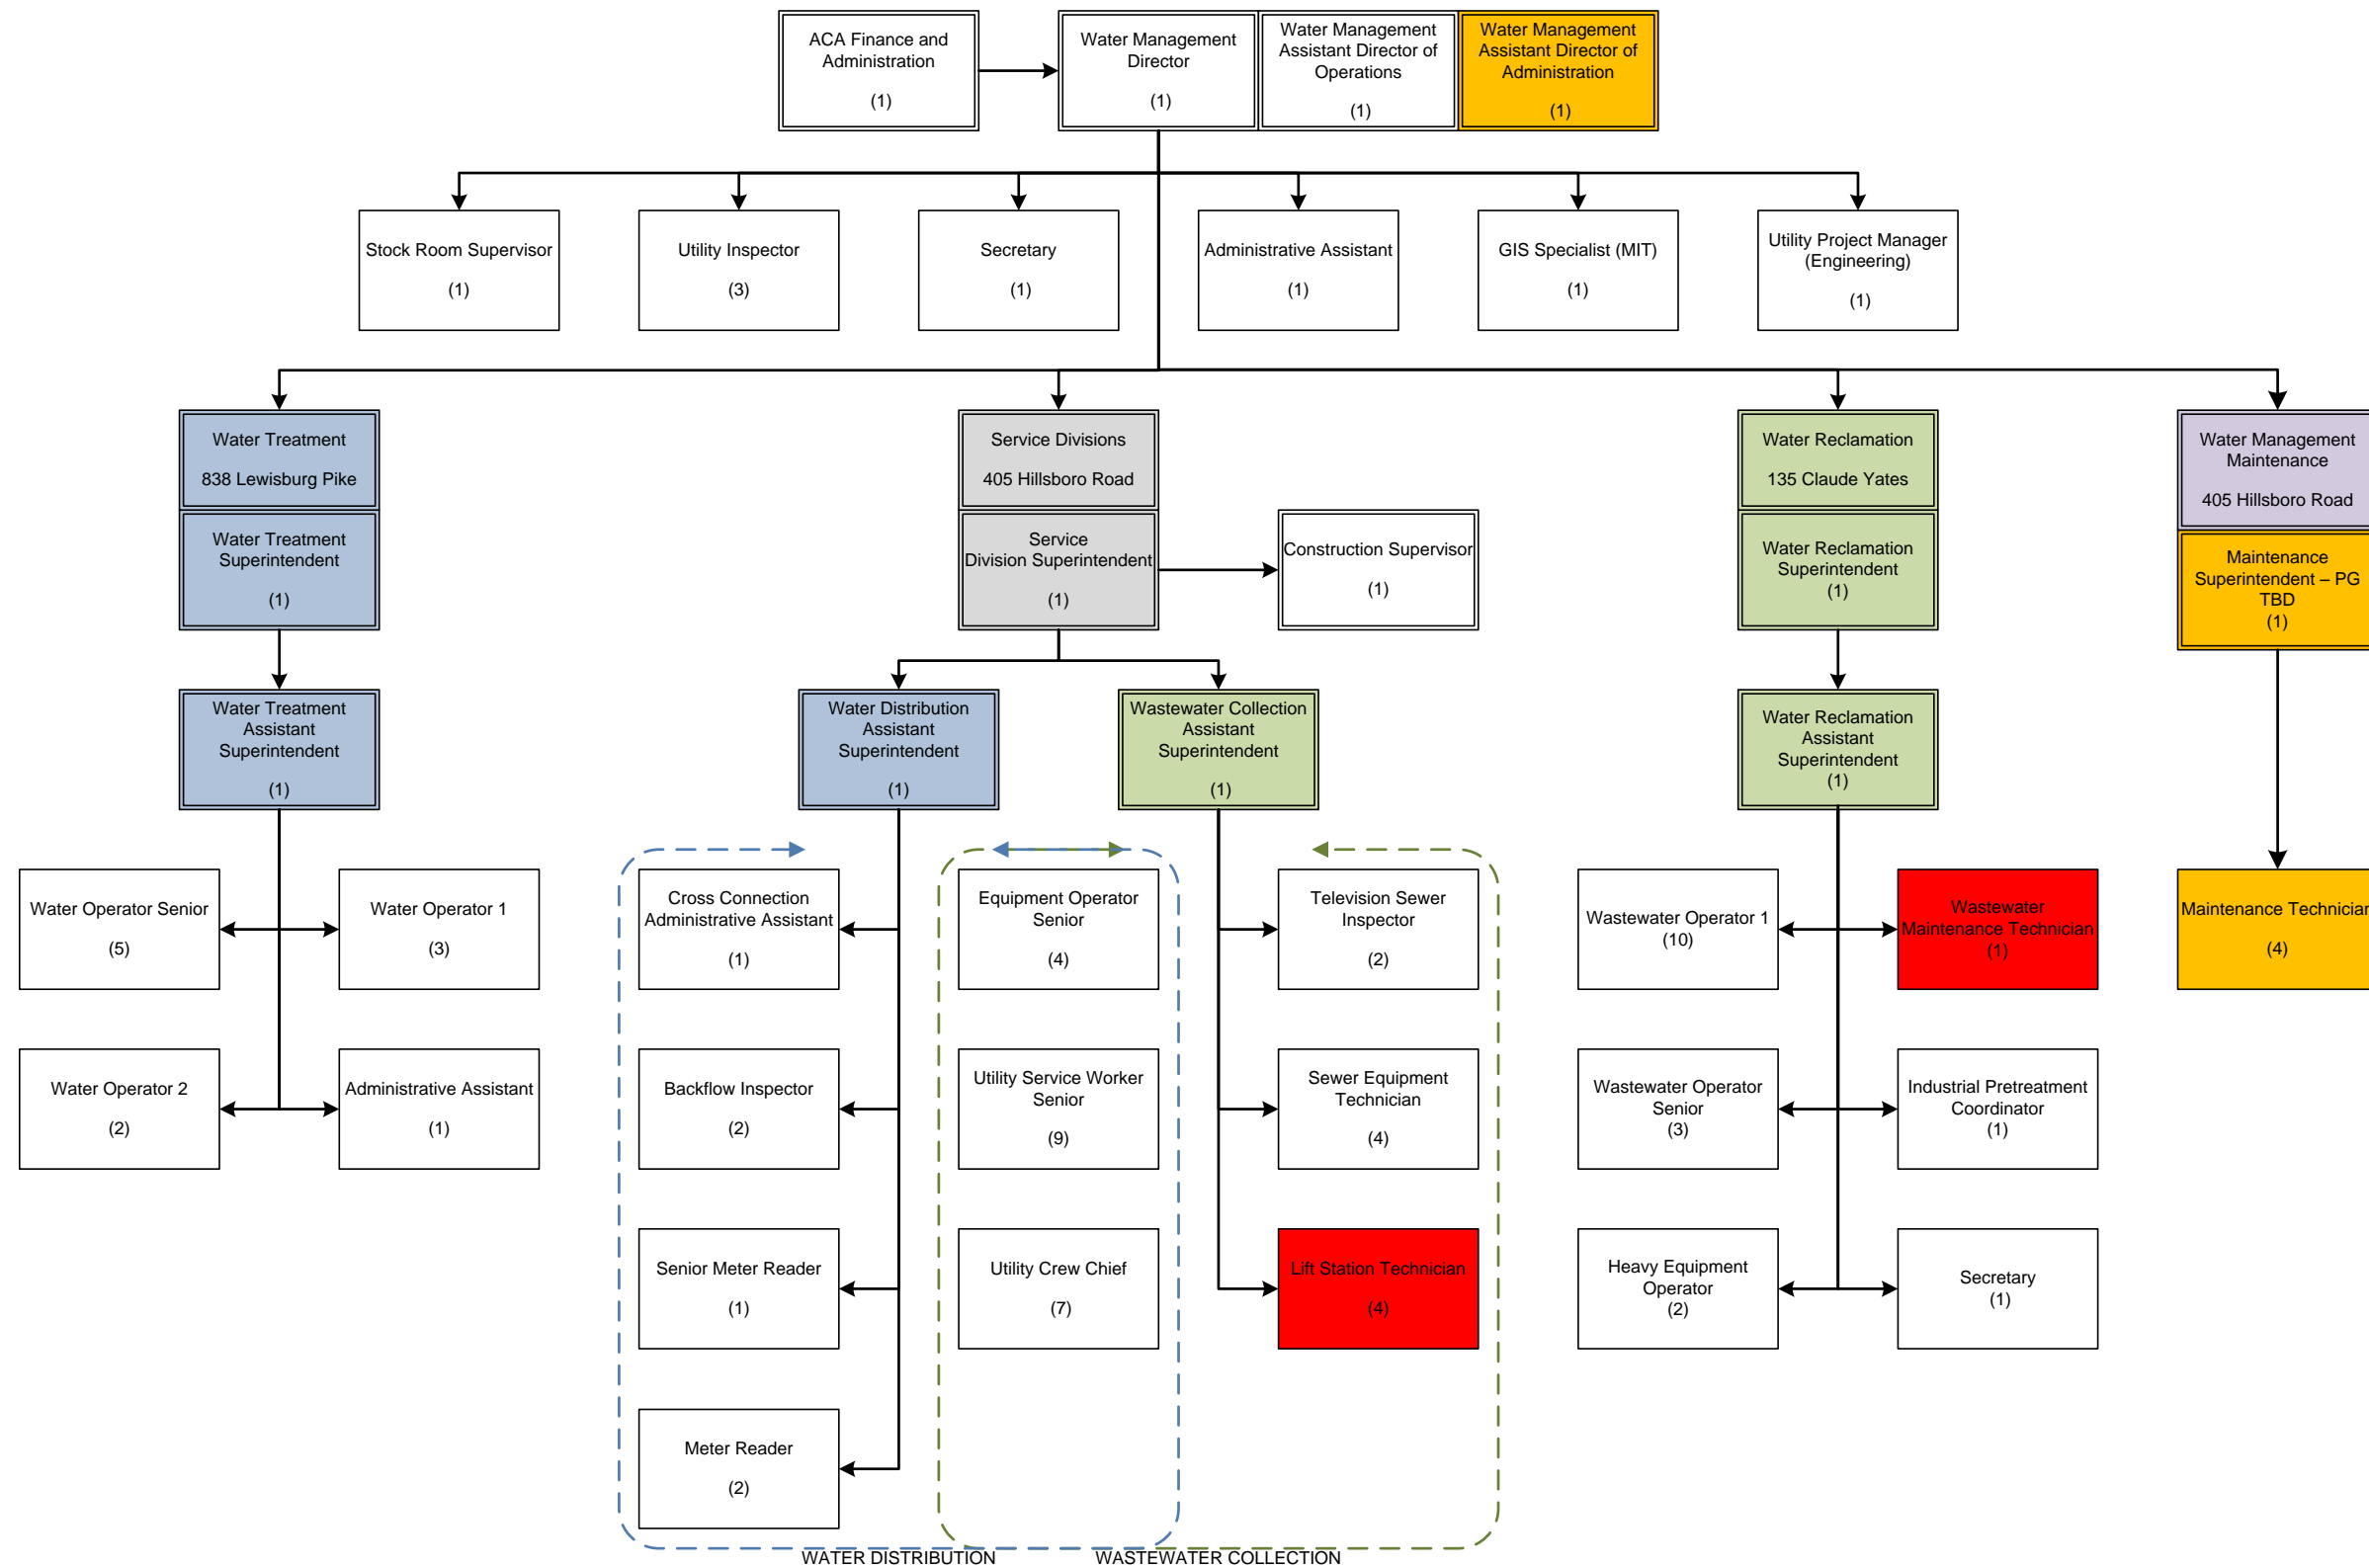 ACA Finance and
Administration
(1)
Water Management
Director
(1)
Water Management
Assistant Director of
Operations
(1)
Water Management
Assistant Director of
Administration
(1)
Stock Room Supervisor
(1)
Utility Inspector
(3)
Secretary
(1)
Administrative Assistant
(1)
GIS Specialist (MIT)
(1)
Utility Project Manager
(Engineering)
(1)
Water Treatment
838 Lewisburg Pike
Water Treatment
Superintendent
(1)
Service Divisions
405 Hillsboro Road
Service
Division Superintendent
(1)
Construction Supervisor
(1)
Water Reclamation
135 Claude Yates
Water Reclamation
Superintendent
(1)
Water Management
Maintenance
405 Hillsboro Road
Maintenance
Superintendent – PG
TBD
(1)
Water Treatment
Assistant
Superintendent
(1)
Water Distribution
Assistant
Superintendent
(1)
Wastewater Collection
Assistant
Superintendent
(1)
Water Reclamation
Assistant
Superintendent
(1)
Water Operator Senior
(5)
Water Operator 1
(3)
Cross Connection
Administrative Assistant
(1)
Equipment Operator
Senior
(4)
Television Sewer
Inspector
(2)
Wastewater Operator 1
(10)
Wastewater
Maintenance Technician
(1)
Maintenance Technician
(4)
Water Operator 2
(2)
Administrative Assistant
(1)
Backflow Inspector
(2)
Utility Service Worker
Senior
(9)
Sewer Equipment
Technician
(4)
Wastewater Operator
Senior
(3)
Industrial Pretreatment
Coordinator
(1)
Senior Meter Reader
(1)
Utility Crew Chief
(7)
Lift Station Technician
(4)
Heavy Equipment
Operator
(2)
Secretary
(1)
Meter Reader
(2)
WATER DISTRIBUTION
WASTEWATER COLLECTION